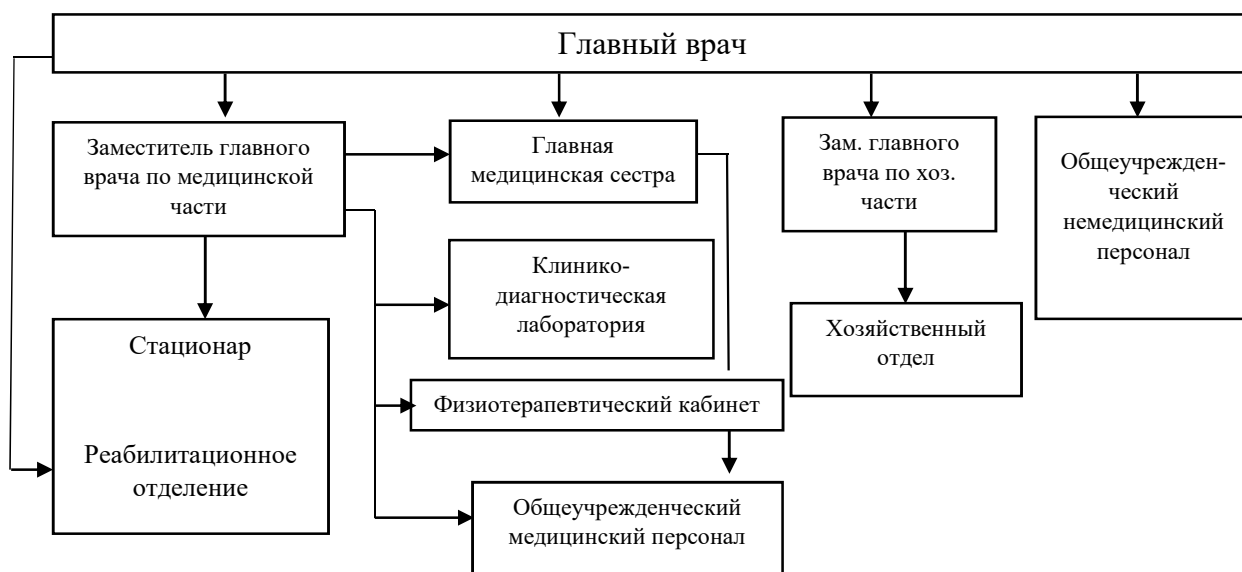 Главный врач
Заместитель главного
врача по медицинской
части
Главная
медицинская сестра
Зам. главного
врача по хоз.
части
Общеучрежден-
ческий
немедицинский
персонал
Клинико-
диагностическая
лаборатория
Хозяйственный
отдел
Стационар
Реабилитационное
отделение
Физиотерапевтический кабинет
Общеучрежденческий
медицинский персонал